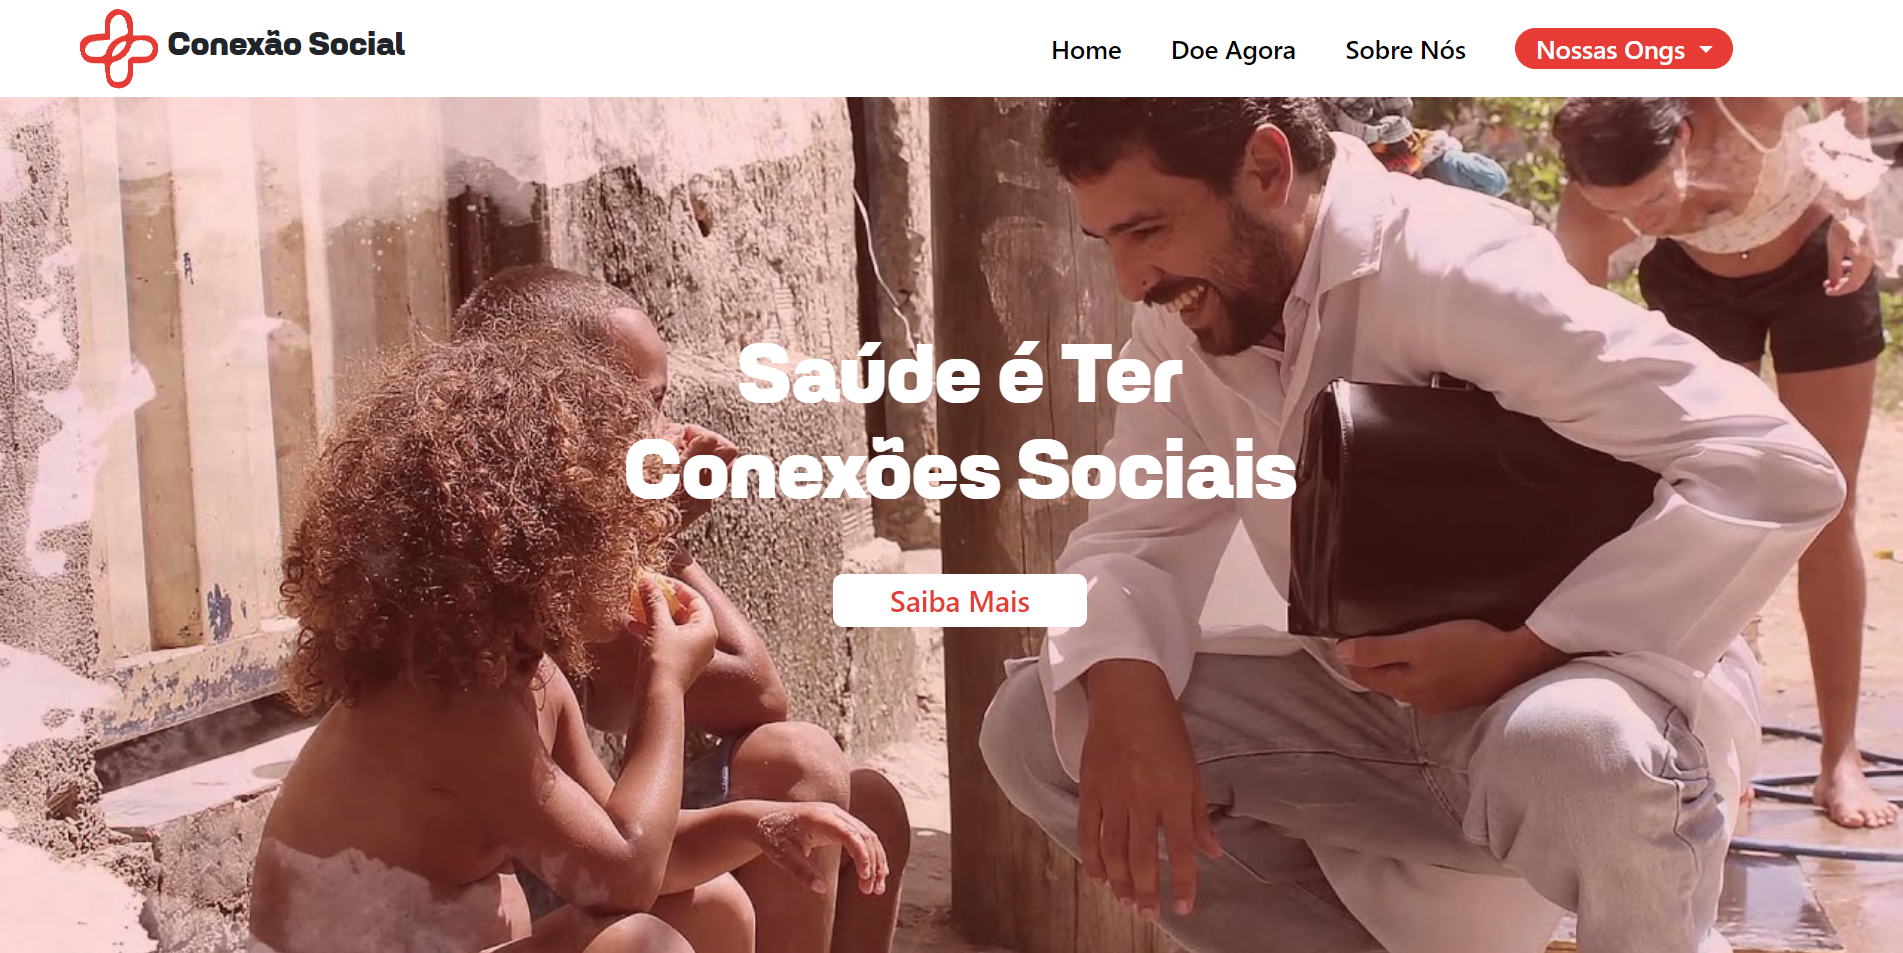 Conexão Social
Home
Doe Agora
Sobre Nós
Nossas Ongs
Saúde é Ter
Conexões Sociais
Saiba Mais